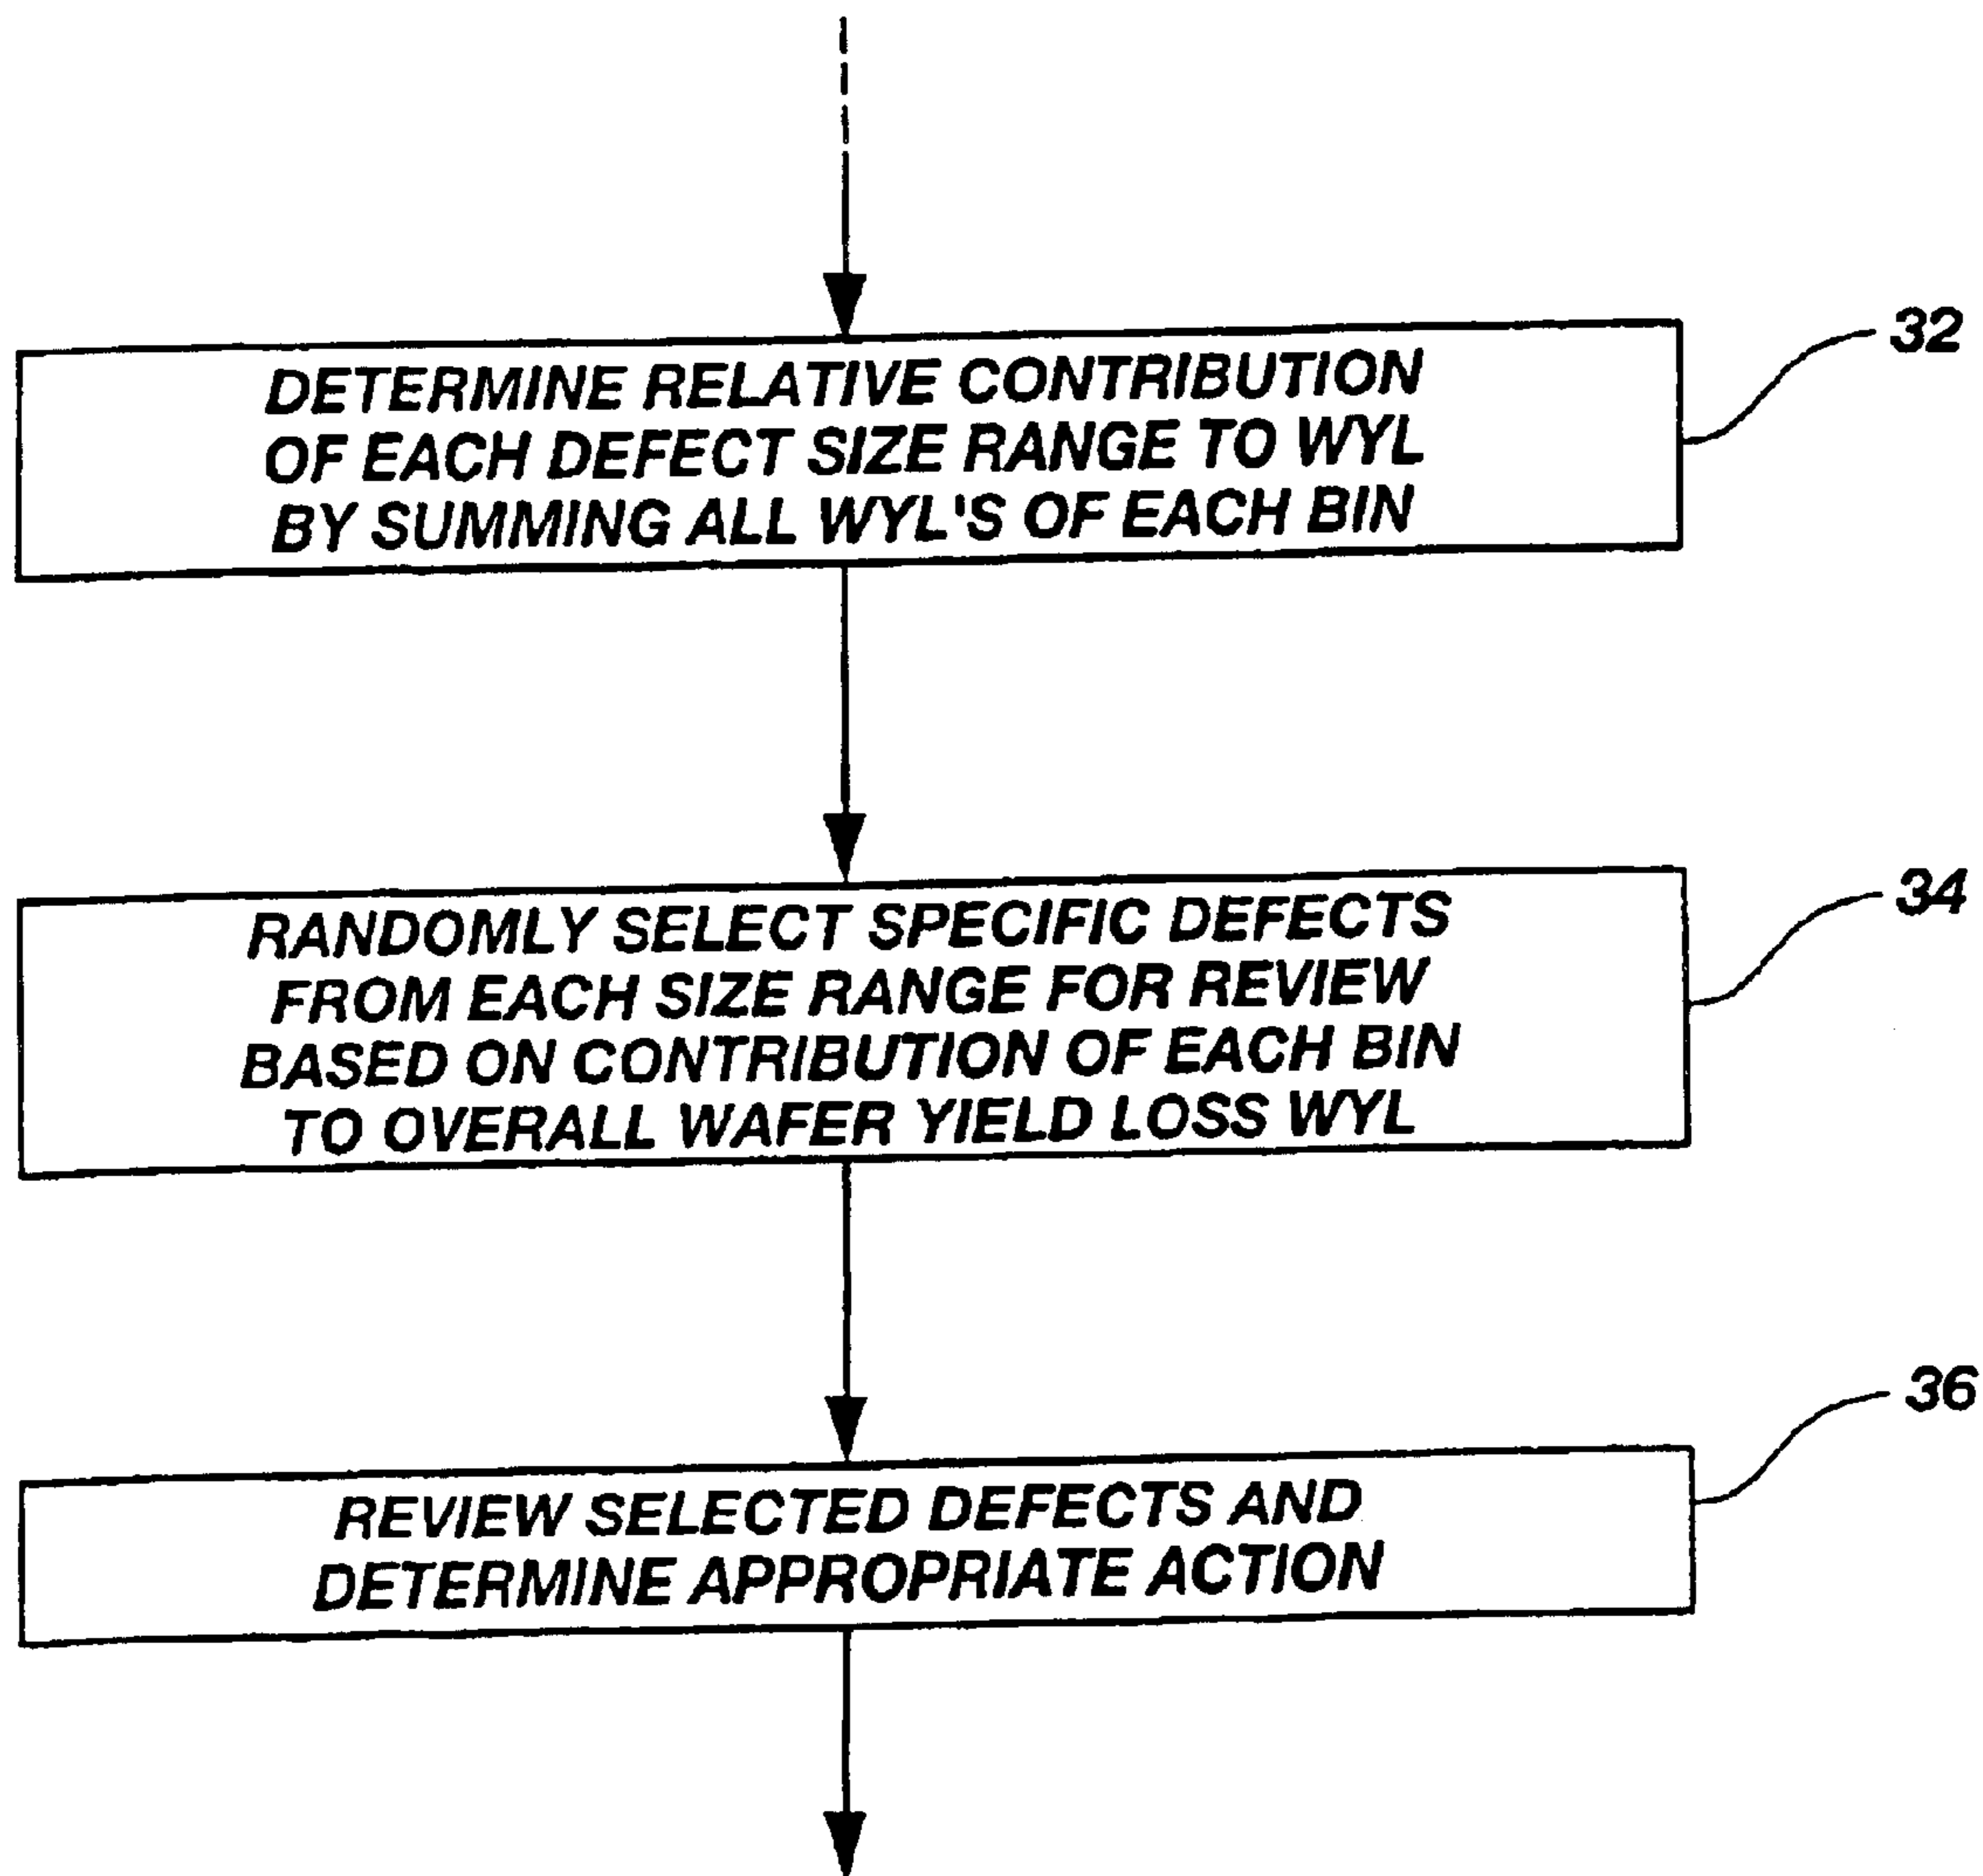 32
DETERMINE RELATIVE CONTRIBUTION
OF EACH DEFECT SIZE RANGE TO WYL
BY SUMMING ALL WYL'S OF EACH BIN
34
RANDOMLY SELECT SPECIFIC DEFECTS
FROM EACH SIZE RANGE FOR REVIEW
BASED ON CONTRIBUTION OF EACH BIN
TO OVERALL WAFER YIELD LOSS WYL
36
REVIEW SELECTED DEFECTS AND
DETERMINE APPROPRIATE ACTION